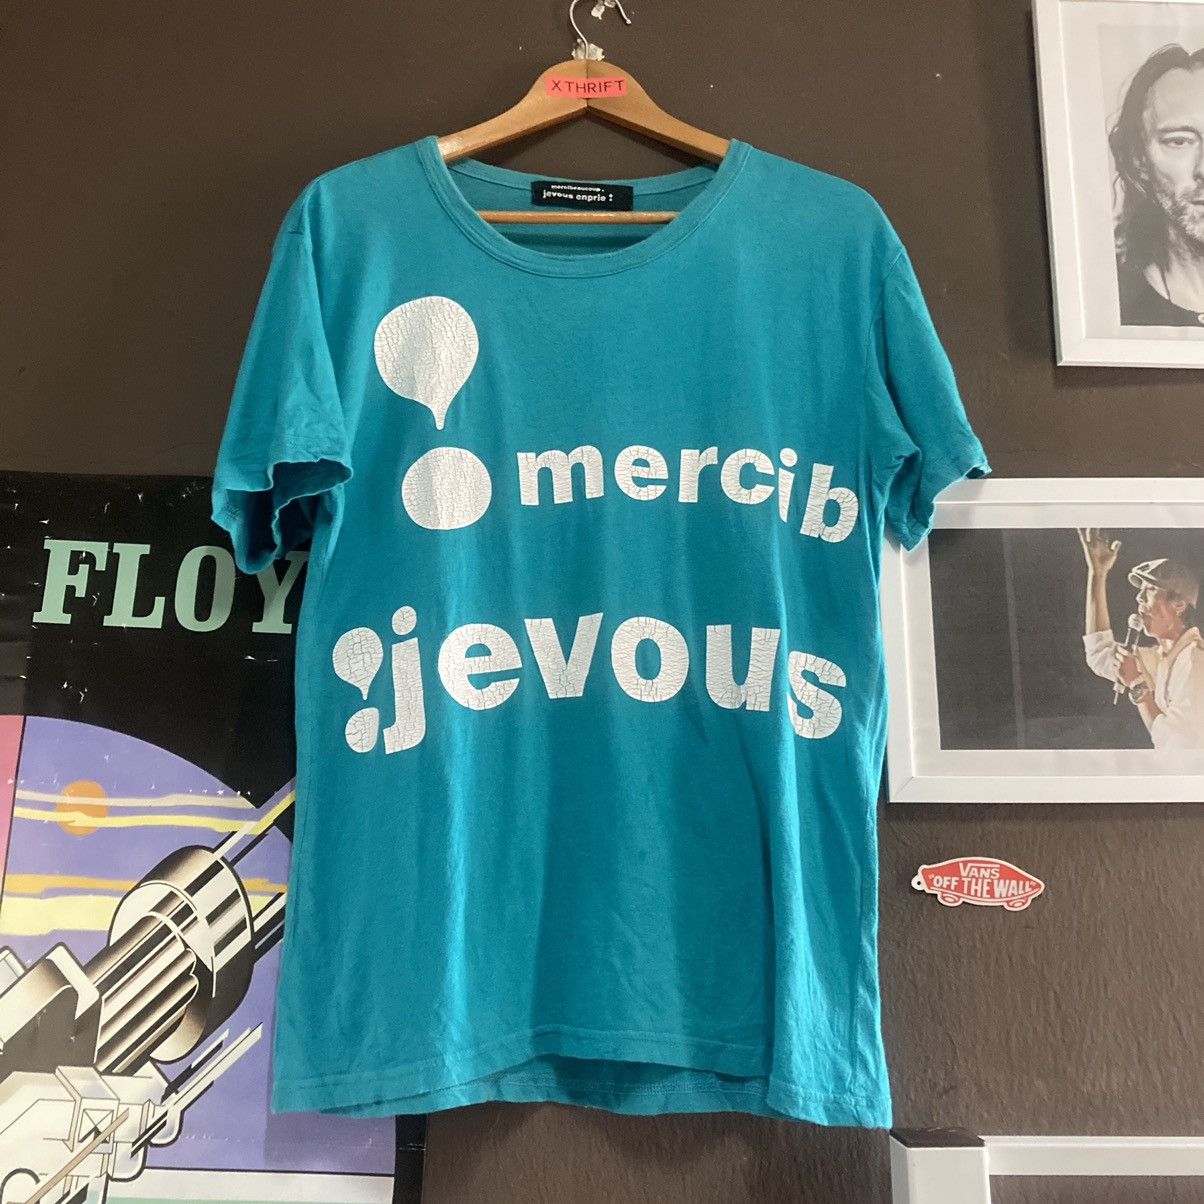 XTHRIFT
mercibeaucoup,
jevous enprie :
mercib
jevous
FLOY
VANS
"OFF THE WALL"